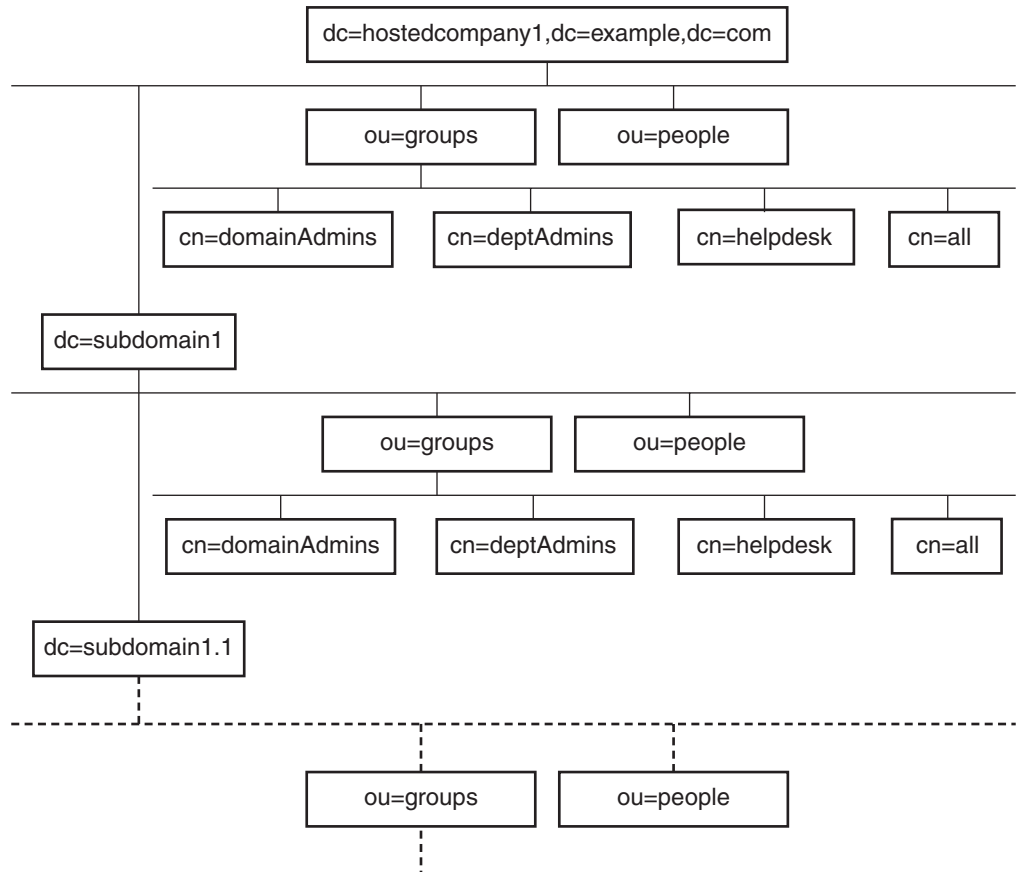 dc=hostedcompany1,dc=example,dc=com
ou=groups
ou=people
cn=domainAdmins
cn=deptAdmins
cn=helpdesk
cn=all
dc=subdomain1
ou=groups
ou=people
cn=domainAdmins
cn=deptAdmins
cn=helpdesk
cn=all
dc=subdomain1.1
ou=groups
ou=people